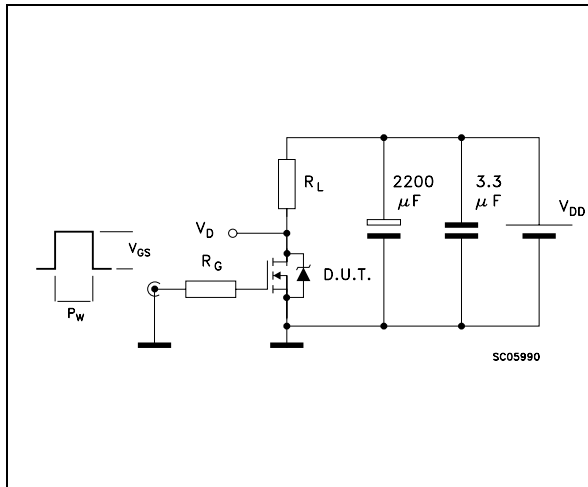 R_L
2200 μF
3.3 μF
V_DD
V_D
V_GS
R_G
D.U.T.
P_W
SC05990